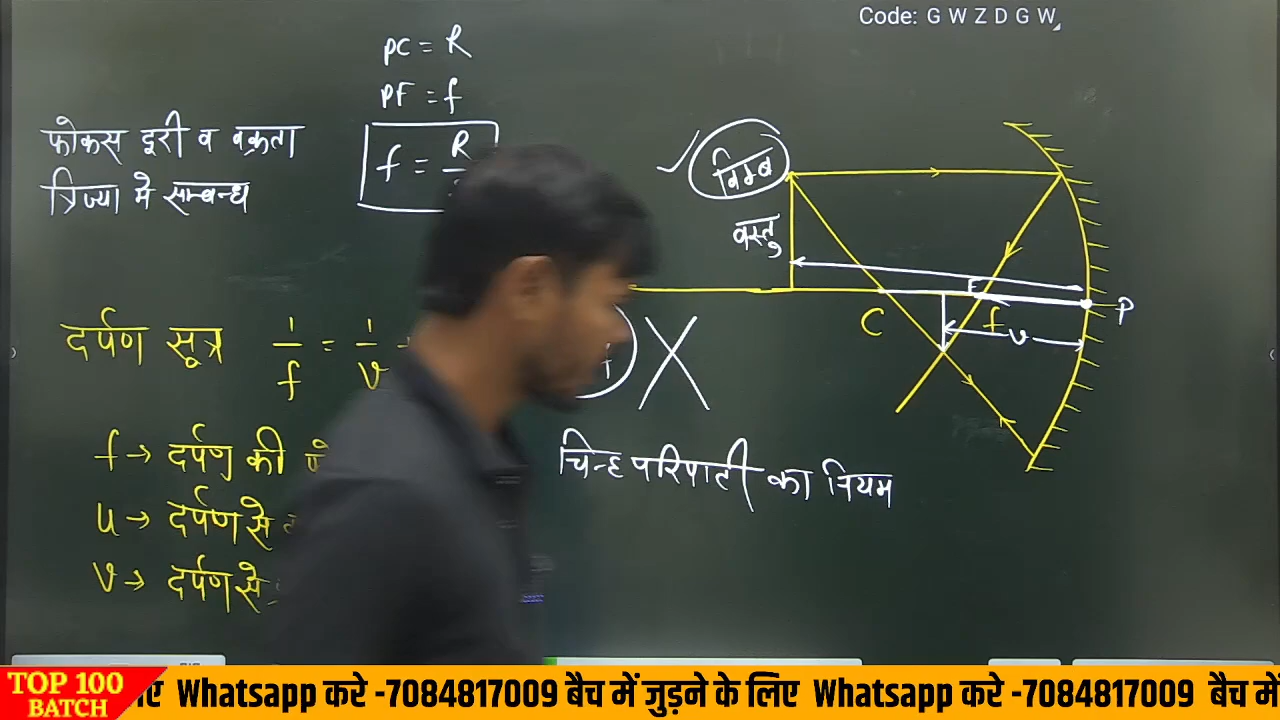 Code: G W Z D G W
PC = R
PF = f
फोकस दूरी व वक्रता
त्रिज्या मे सम्बन्ध
f = R
बिम्ब
वस्तु
दर्पण सूत्र 1/f = 1/v
C
F
f
v
P
f → दर्पण की
u → दर्पण से
v → दर्पण से
चिन्ह परिपाटी का नियम
TOP 100
BATCH
Whatsapp करे -7084817009 बैच में जुड़ने के लिए Whatsapp करे -7084817009 बैच में